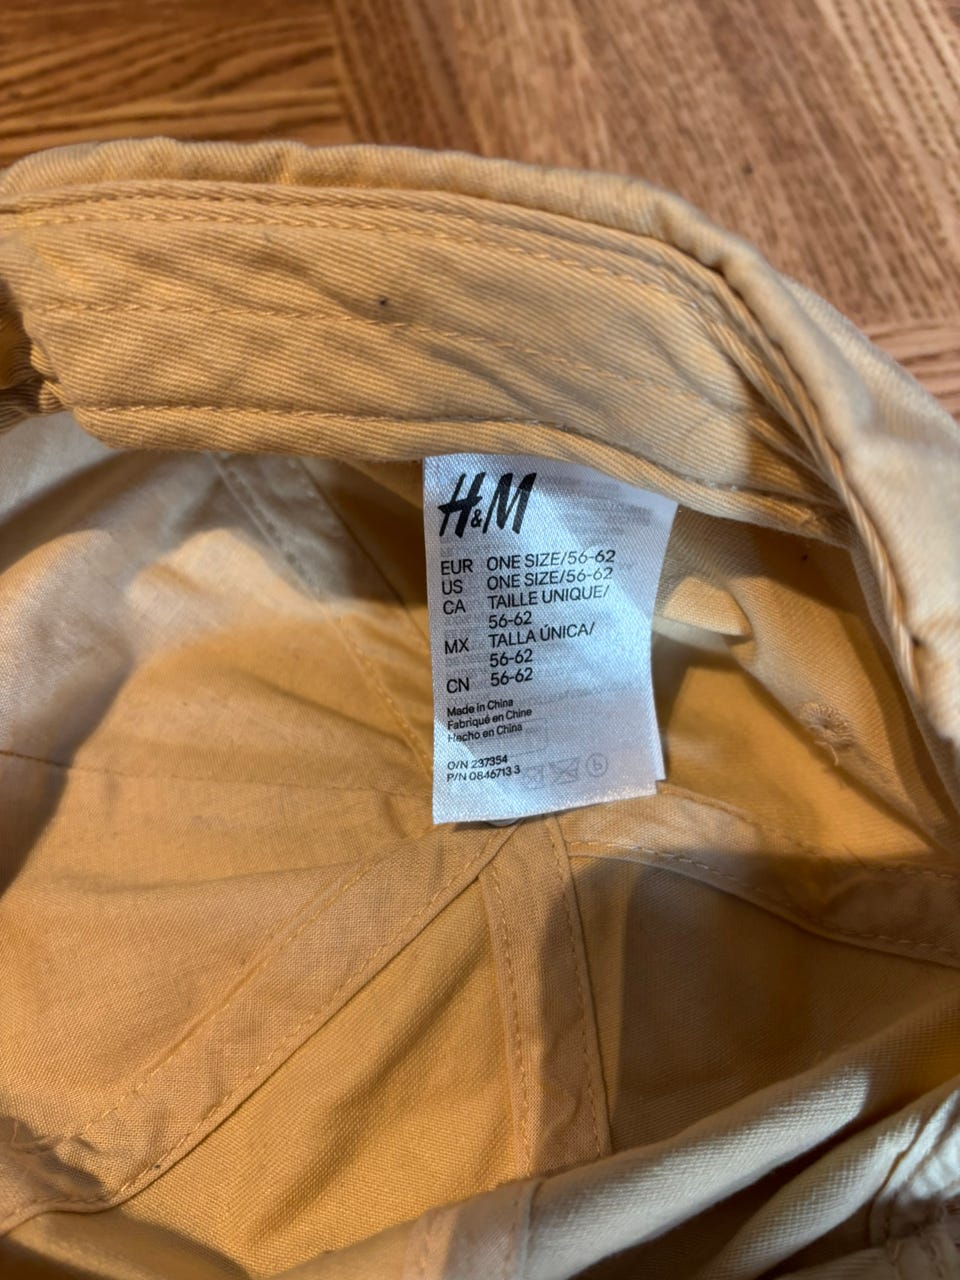 H&M
EUR ONE SIZE/56-62
US ONE SIZE/56-62
CA TAILLE UNIQUE/
56-62
MX TALLA ÚNICA/
56-62
CN 56-62
Made in China
Fabriqué en Chine
Hecho en China
O/N 237354
P/N 0846713 3